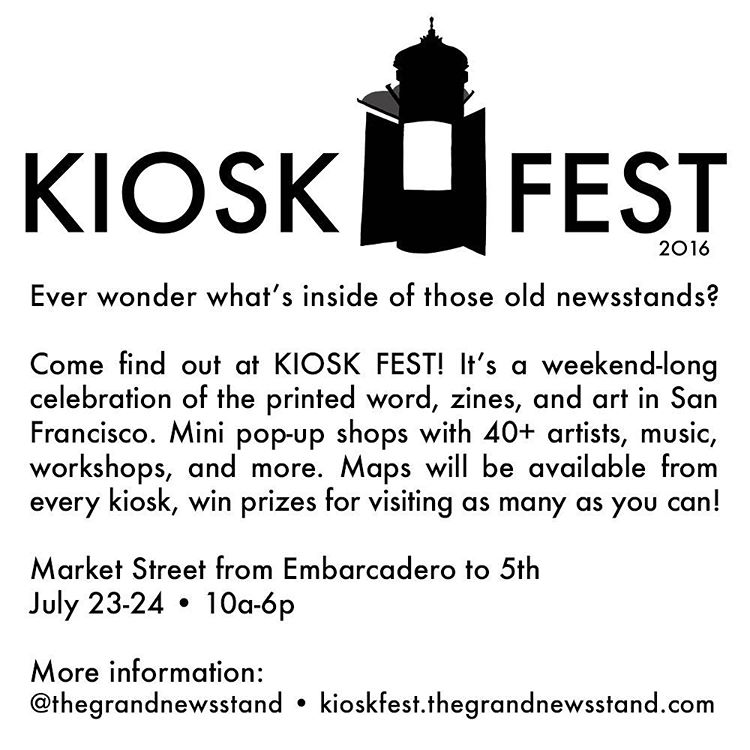 KIOSK FEST
2016
Ever wonder what's inside of those old newsstands?
Come find out at KIOSK FEST! It's a weekend-long
celebration of the printed word, zines, and art in San
Francisco. Mini pop-up shops with 40+ artists, music,
workshops, and more. Maps will be available from
every kiosk, win prizes for visiting as many as you can!
Market Street from Embarcadero to 5th
July 23-24 • 10a-6p
More information:
@thegrandnewsstand • kioskfest.thegrandnewsstand.com